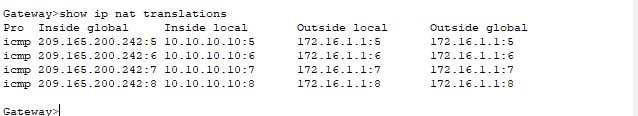 Gateway>show ip nat translations
Pro  Inside global     Inside local       Outside local      Outside global
icmp 209.165.200.242:5 10.10.10.10:5      172.16.1.1:5       172.16.1.1:5
icmp 209.165.200.242:6 10.10.10.10:6      172.16.1.1:6       172.16.1.1:6
icmp 209.165.200.242:7 10.10.10.10:7      172.16.1.1:7       172.16.1.1:7
icmp 209.165.200.242:8 10.10.10.10:8      172.16.1.1:8       172.16.1.1:8
Gateway>